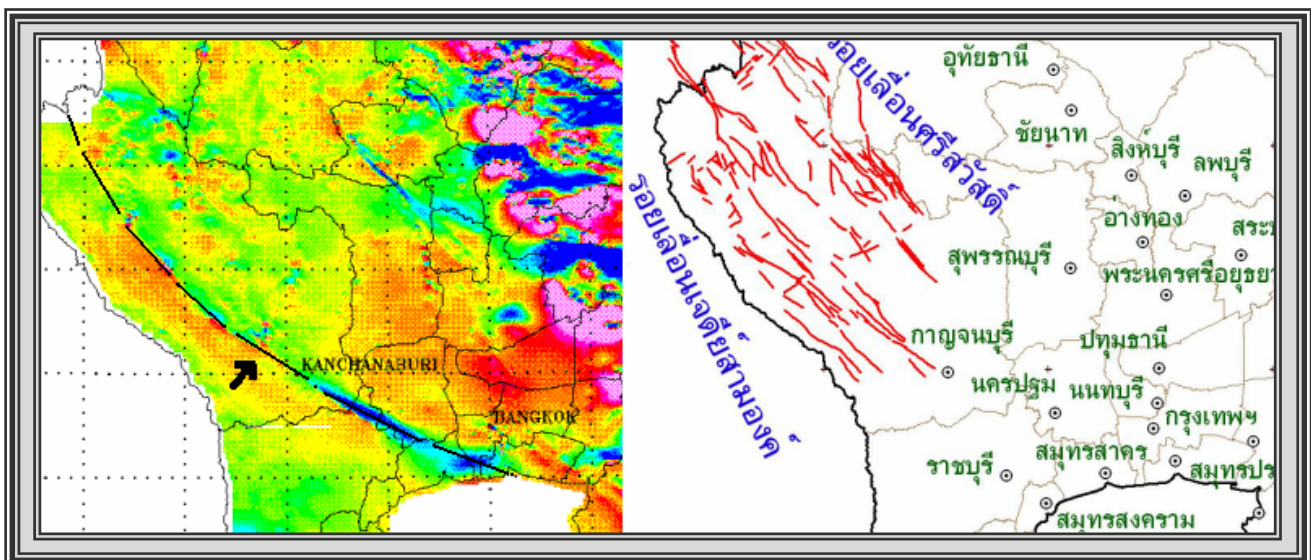 KANCHANABURI
BANGKOK
รอยเลื่อนศรีสวัสดิ์
รอยเลื่อนเจดีย์สามองค์
อุทัยธานี
ชัยนาท
สิงห์บุรี
ลพบุรี
อ่างทอง
สระบ
สุพรรณบุรี
พระนครศรีอยุธยา
กาญจนบุรี
ปทุมธานี
นครปฐม
นนทบุรี
กรุงเทพฯ
ราชบุรี
สมุทรสาคร
สมุทรปร
สมุทรสงคราม